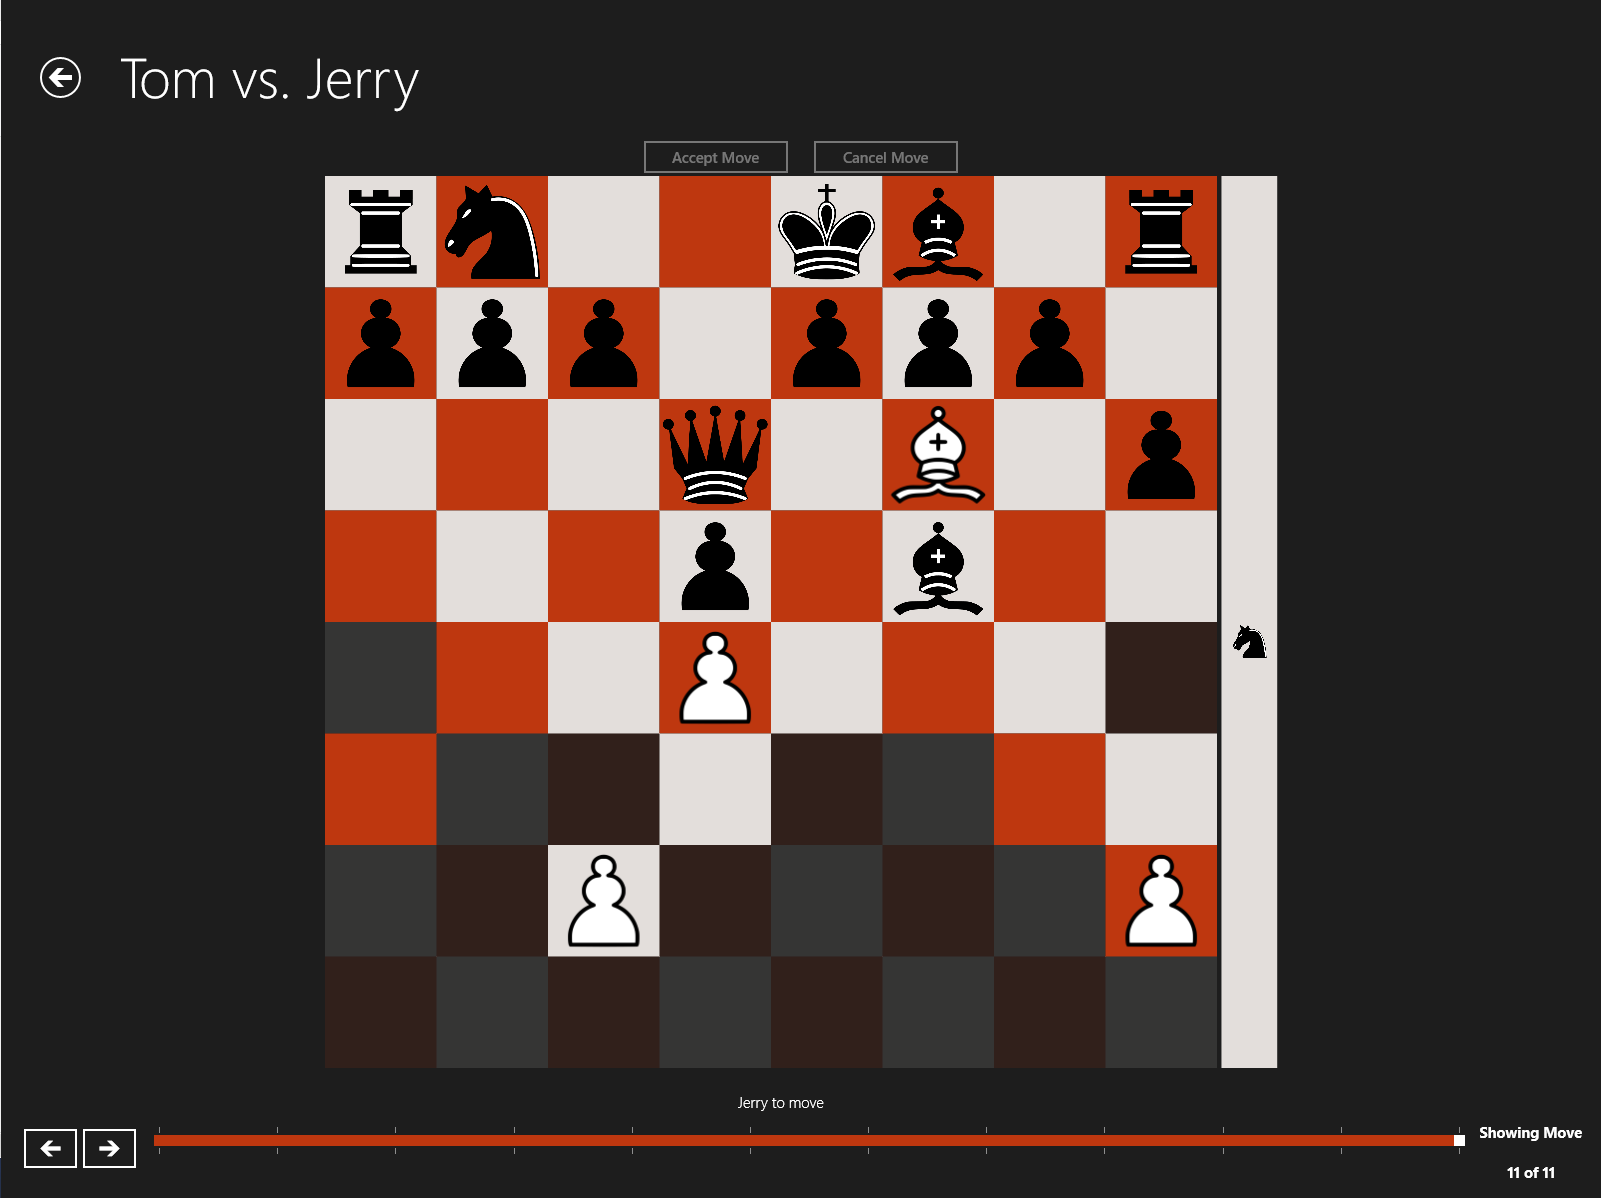 Tom vs. Jerry
Accept Move
Cancel Move
Jerry to move
Showing Move
11 of 11